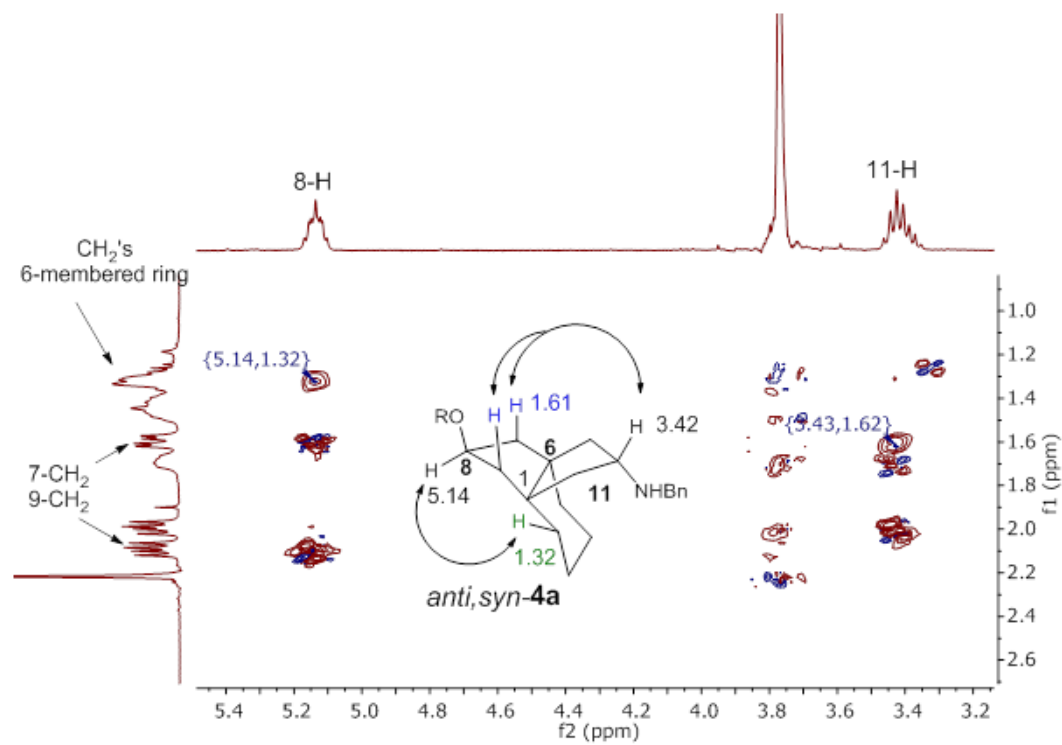 8-H
11-H
CH₂'s
6-membered ring
7-CH₂
9-CH₂
{5.14,1.32}
{3.43,1.62}
RO
H
H
1.61
H
3.42
6
H
8
5.14
1
11
NHBn
H
1.32
anti,syn-4a
1.0
1.2
1.4
1.6
1.8
2.0
2.2
2.4
2.6
f1 (ppm)
5.4
5.2
5.0
4.8
4.6
4.4
4.2
4.0
3.8
3.6
3.4
3.2
f2 (ppm)